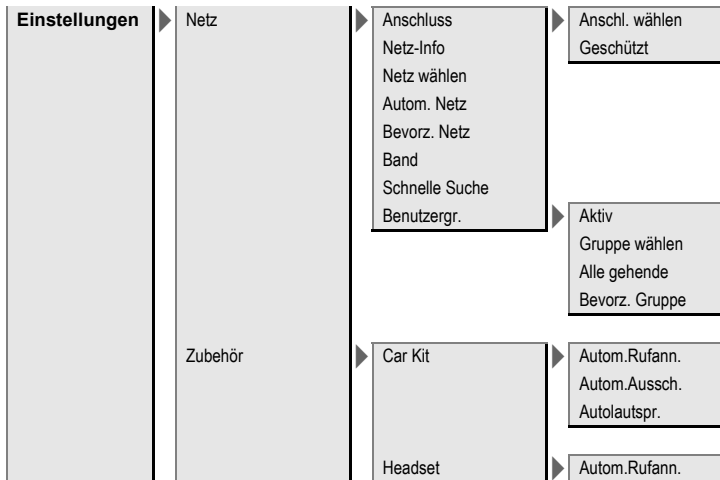 Einstellungen Netz Anschluss Anschl. wählen
Netz-Info Geschützt
Netz wählen
Autom. Netz
Bevorz. Netz
Band
Schnelle Suche
Benutzergr. Aktiv
Gruppe wählen
Alle gehende
Bevorz. Gruppe
Zubehör Car Kit Autom.Rufann.
Autom.Aussch.
Autolautspr.
Headset Autom.Rufann.